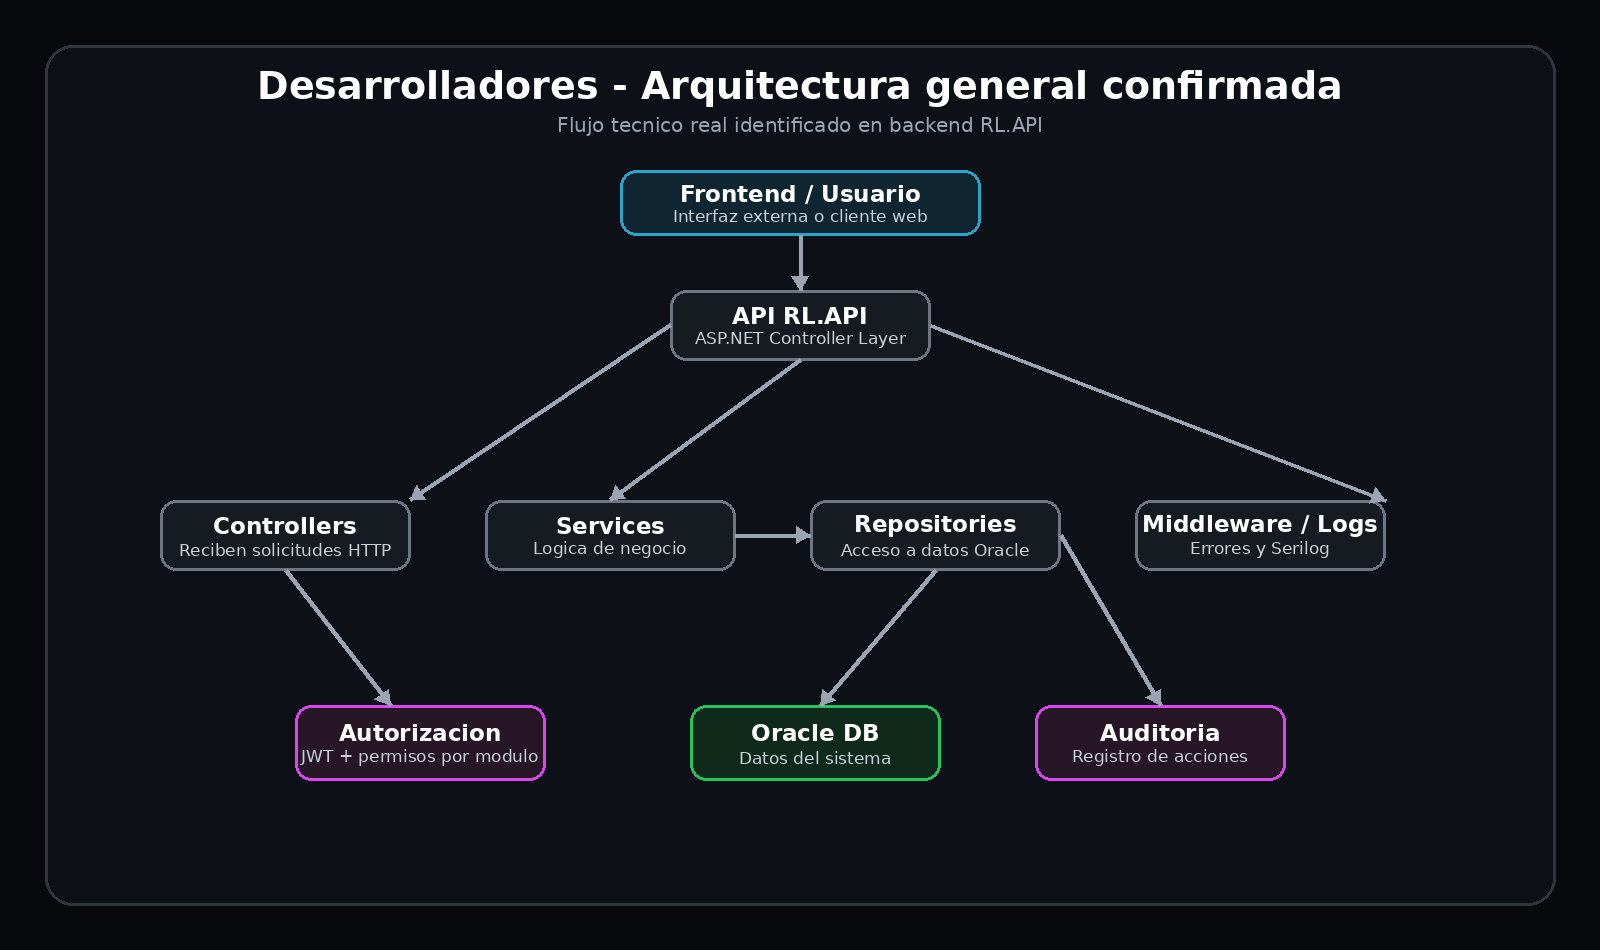 Desarrolladores - Arquitectura general confirmada
Flujo tecnico real identificado en backend RL.API
Frontend / Usuario
Interfaz externa o cliente web
API RL.API
ASP.NET Controller Layer
Controllers
Reciben solicitudes HTTP
Services
Logica de negocio
Repositories
Acceso a datos Oracle
Middleware / Logs
Errores y Serilog
Autorizacion
JWT + permisos por modulo
Oracle DB
Datos del sistema
Auditoria
Registro de acciones